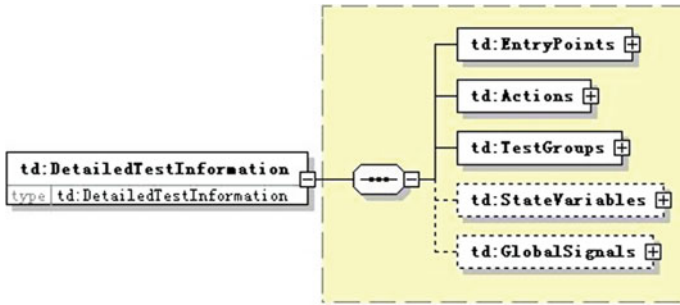 td:EntryPoints
td:Actions
td:TestGroups
td:DetailedTestInformation
type td:DetailedTestInformation
td:StateVariables
td:GlobalSignals